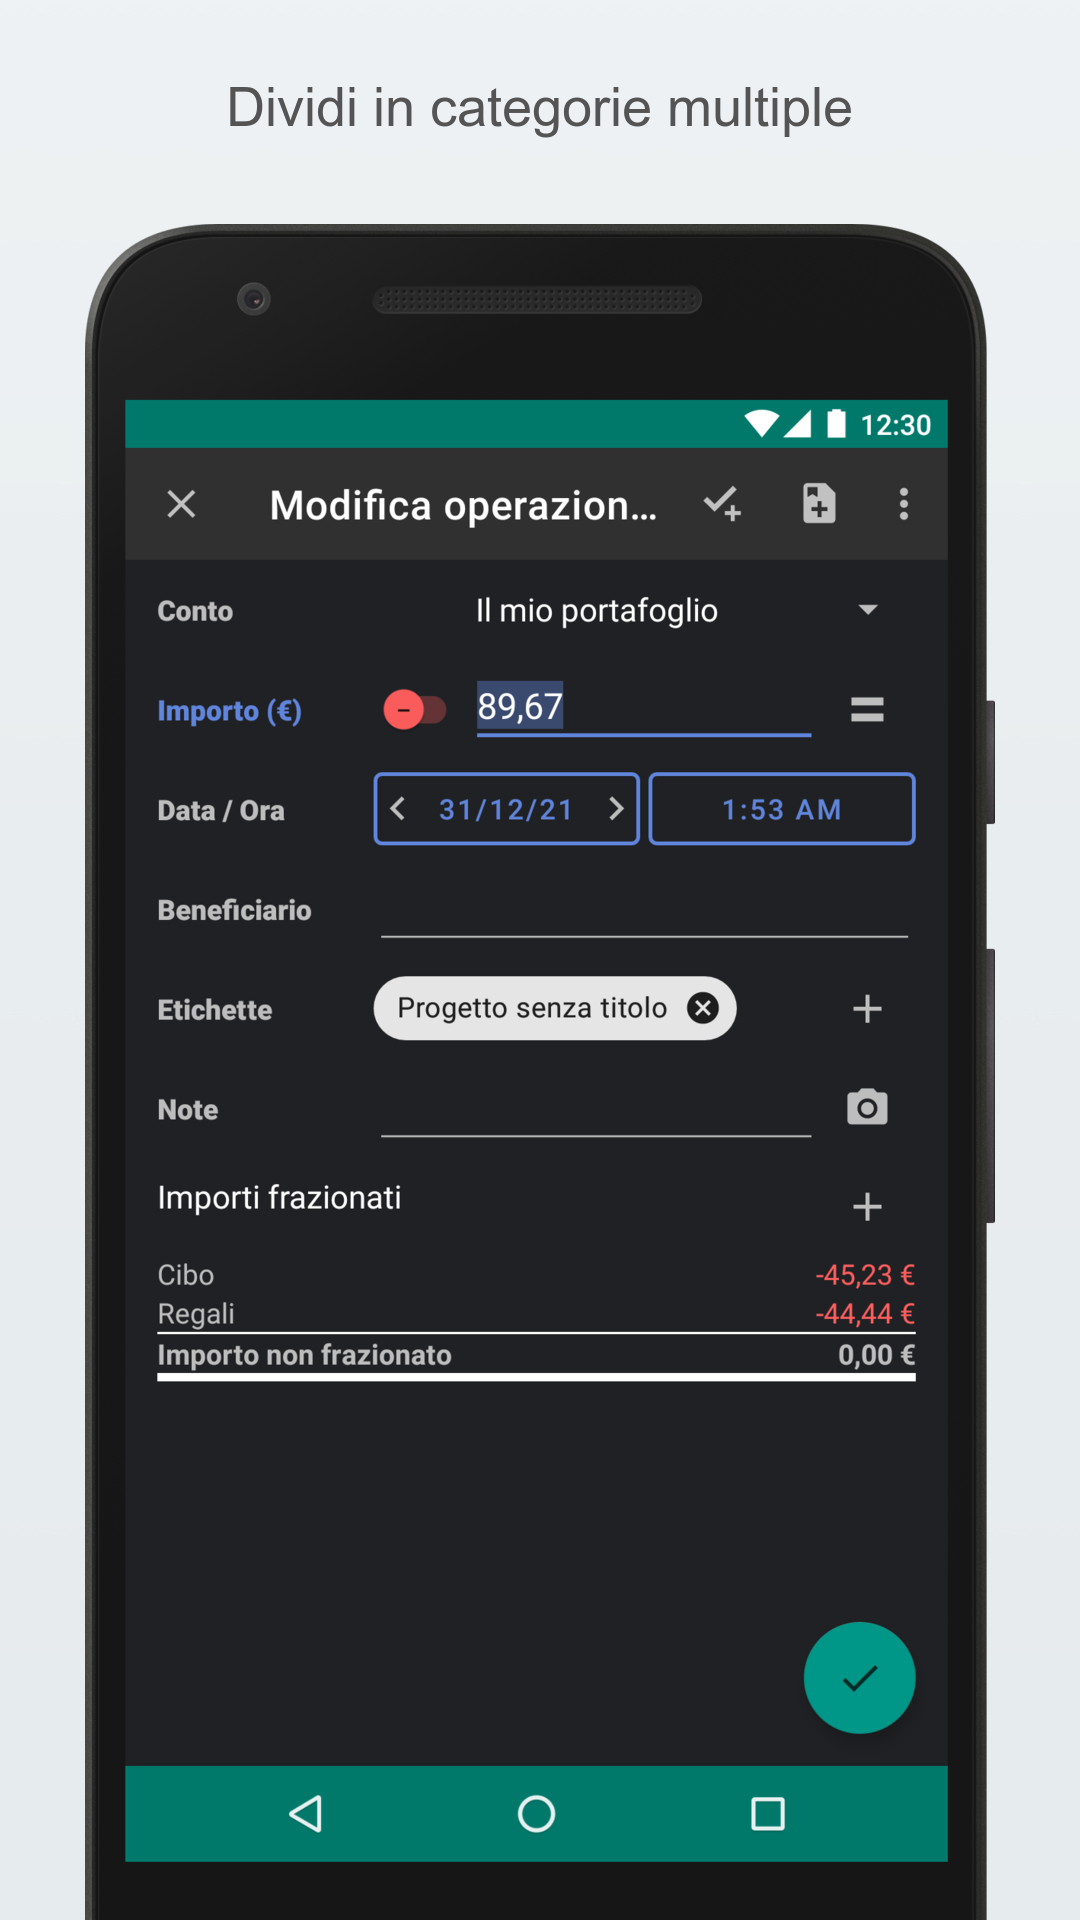 Dividi in categorie multiple
12:30
Modifica operazion...
Conto Il mio portafoglio
Importo (€) 89,67
Data / Ora 31/12/21 1:53 AM
Beneficiario
Etichette Progetto senza titolo
Note
Importi frazionati
Cibo -45,23 €
Regali -44,44 €
Importo non frazionato 0,00 €